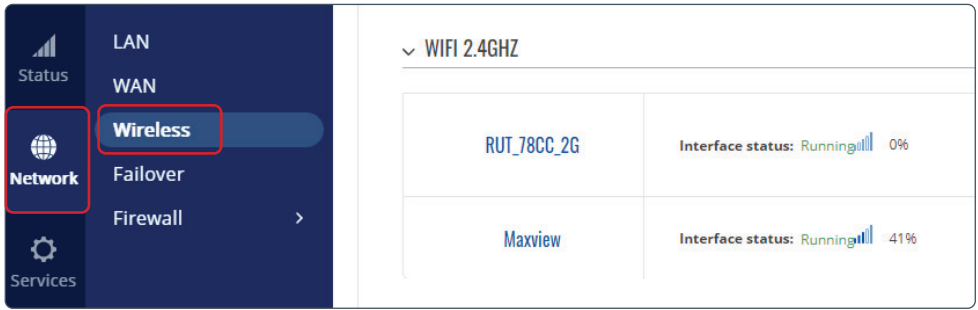 Status
Network
Services
LAN
WAN
Wireless
Failover
Firewall
WIFI 2.4GHZ
RUT_78CC_2G
Interface status: Running 0%
Maxview
Interface status: Running 41%